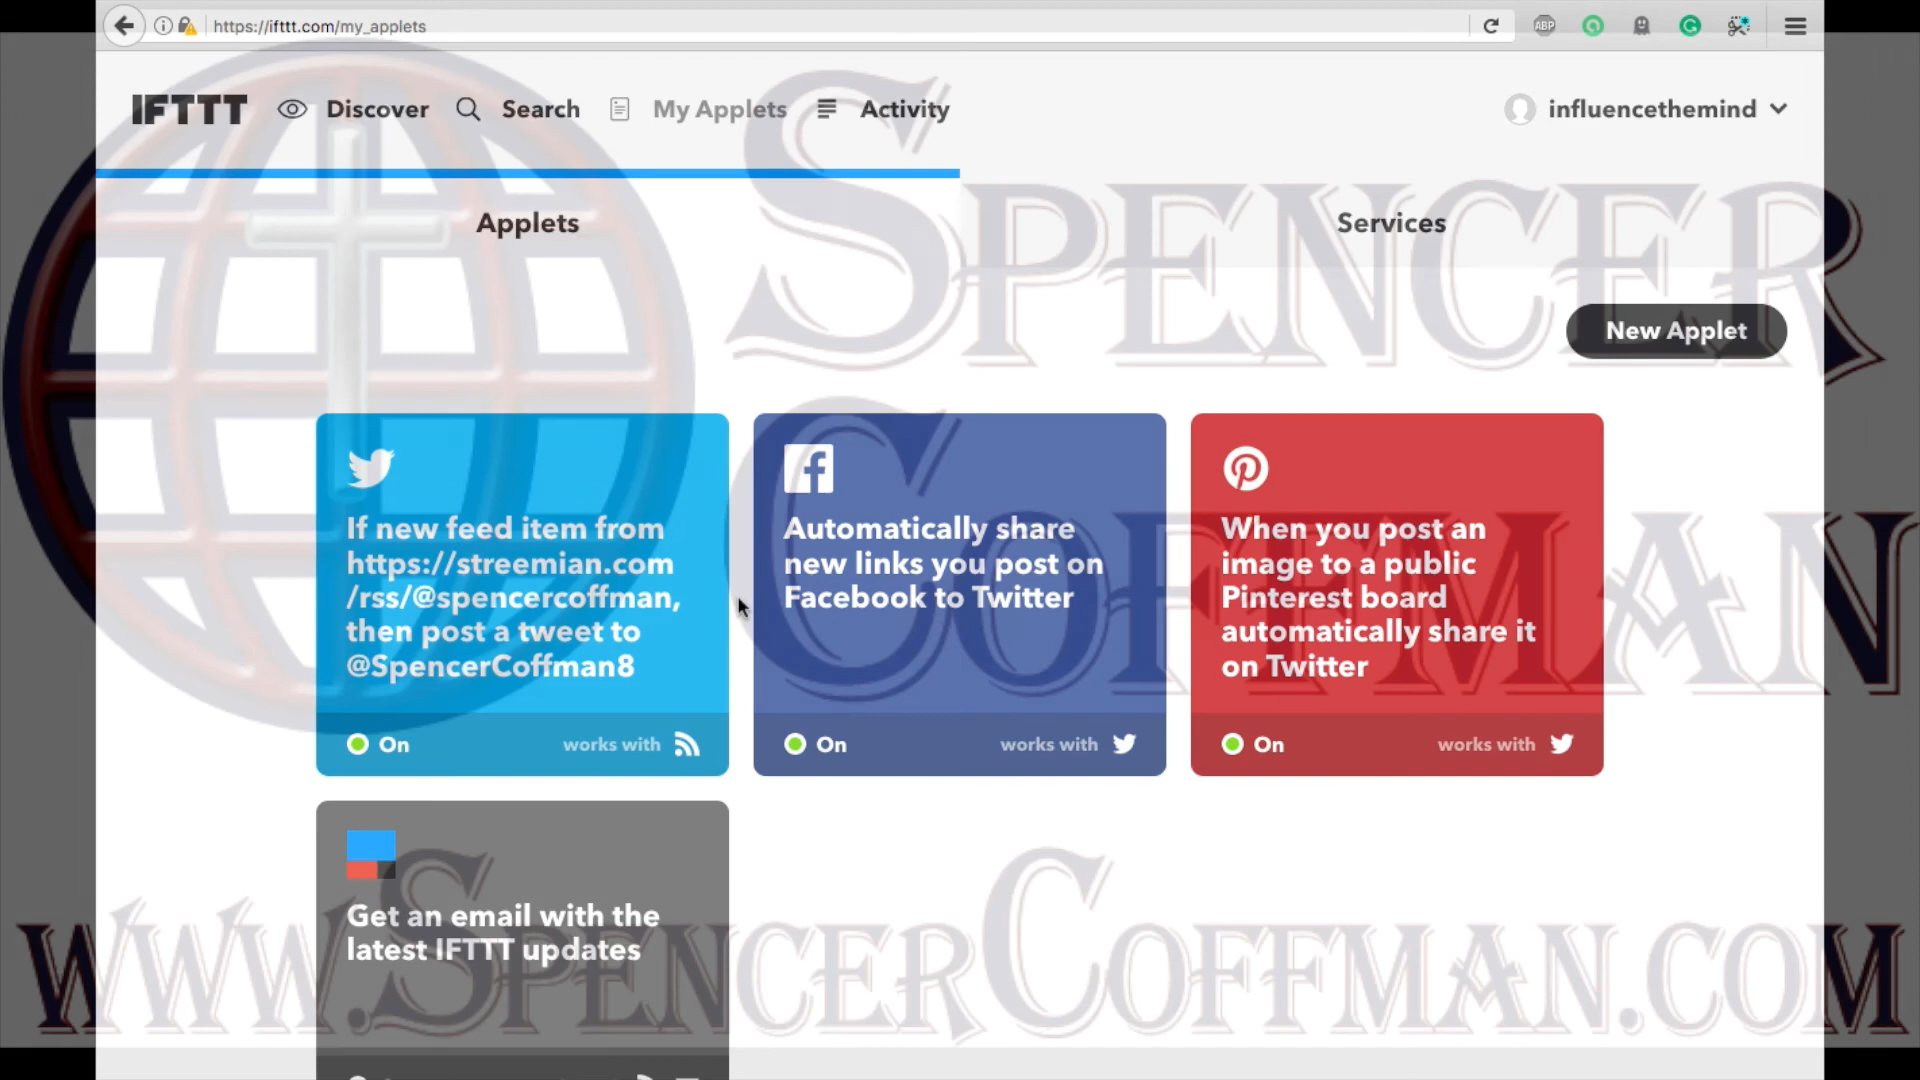 https://ifttt.com/my_applets
ABP
IFTTT
Discover
Search
My Applets
Activity
influencethemind
Applets
Services
New Applet
If new feed item from
https://streemian.com
/rss/@spencercoffman,
then post a tweet to
@SpencerCoffman8
On
works with
Automatically share
new links you post on
Facebook to Twitter
On
works with
When you post an
image to a public
Pinterest board
automatically share it
on Twitter
On
works with
Get an email with the
latest IFTTT updates
SPENCER
COFFMAN
WWW.SPENCERCOFFMAN.COM